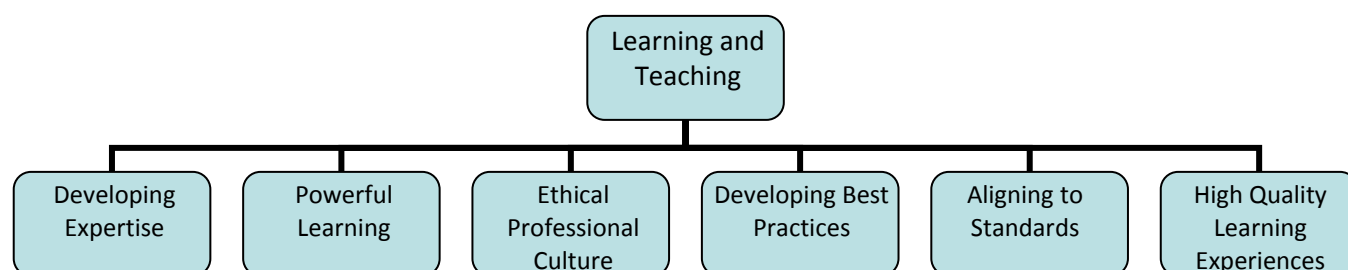 Learning and
Teaching
Developing
Expertise
Powerful
Learning
Ethical
Professional
Culture
Developing Best
Practices
Aligning to
Standards
High Quality
Learning
Experiences